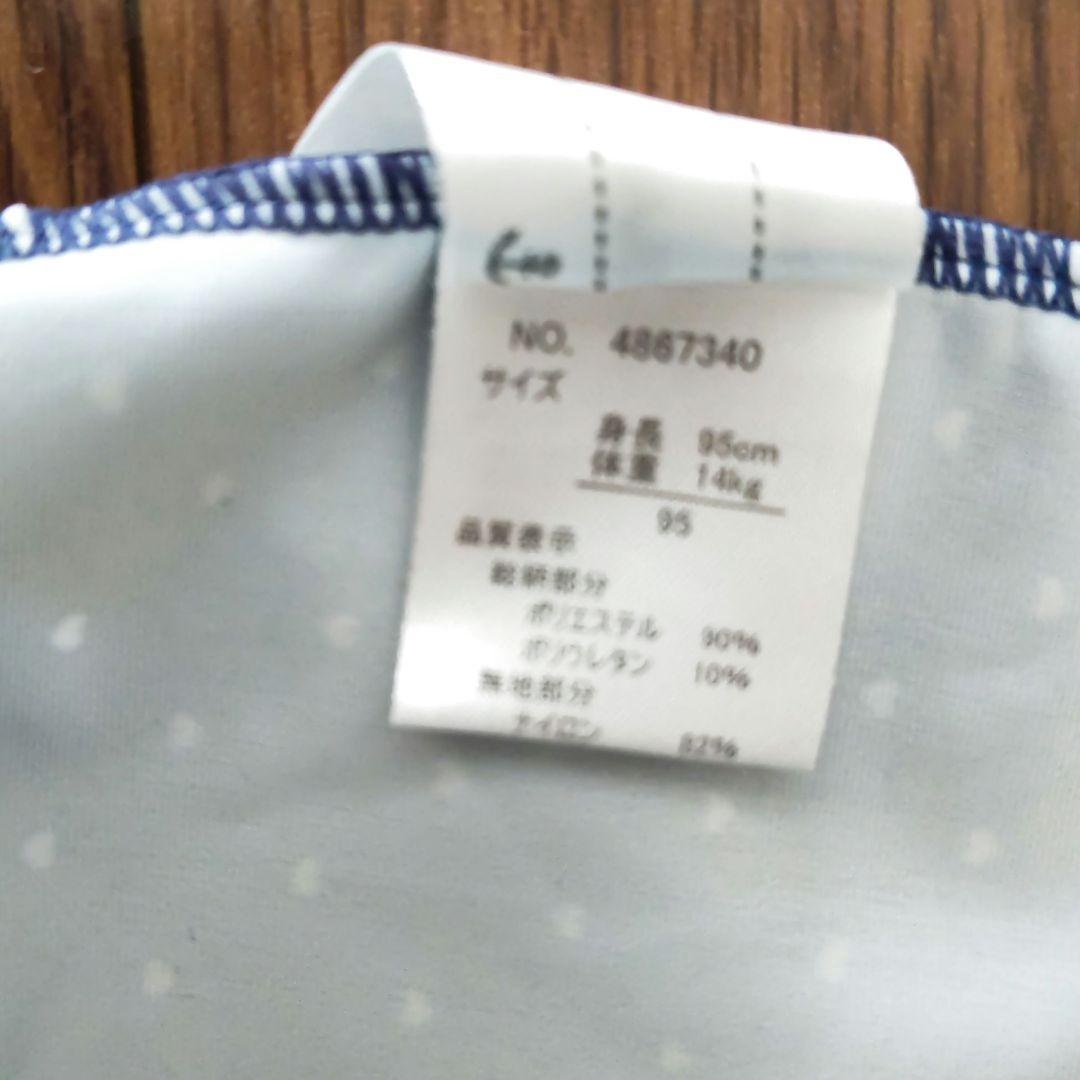 NO. 4867340
サイズ
身長 95cm
体重 14kg
95
品質表示
総柄部分
ポリエステル 90%
ポリウレタン 10%
無地部分
ナイロン 82%